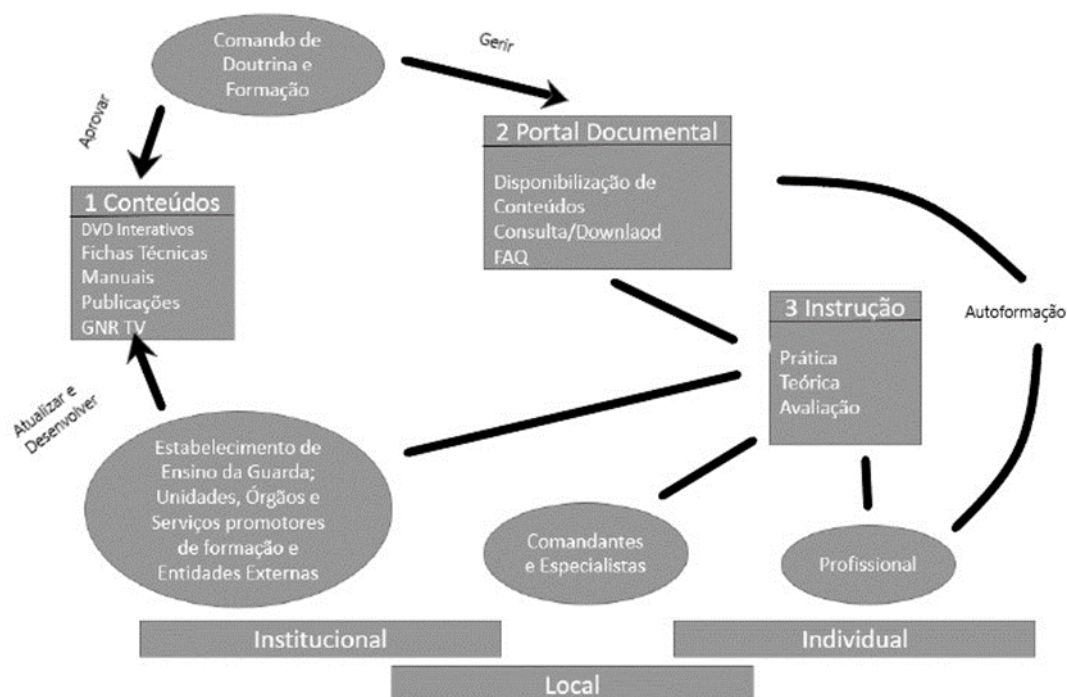 Comando de
Doutrina e
Formação
Gerir
Aprovar
2 Portal Documental
Disponibilização de
Conteúdos
Consulta/Downlaod
FAQ
1 Conteúdos
DVD Interativos
Fichas Técnicas
Manuais
Publicações
GNR TV
3 Instrução
Prática
Teórica
Avaliação
Autoformação
Atualizar e
Desenvolver
Estabelecimento de
Ensino da Guarda;
Unidades, Órgãos e
Serviços promotores
de formação e
Entidades Externas
Comandantes
e Especialistas
Profissional
Institucional
Individual
Local